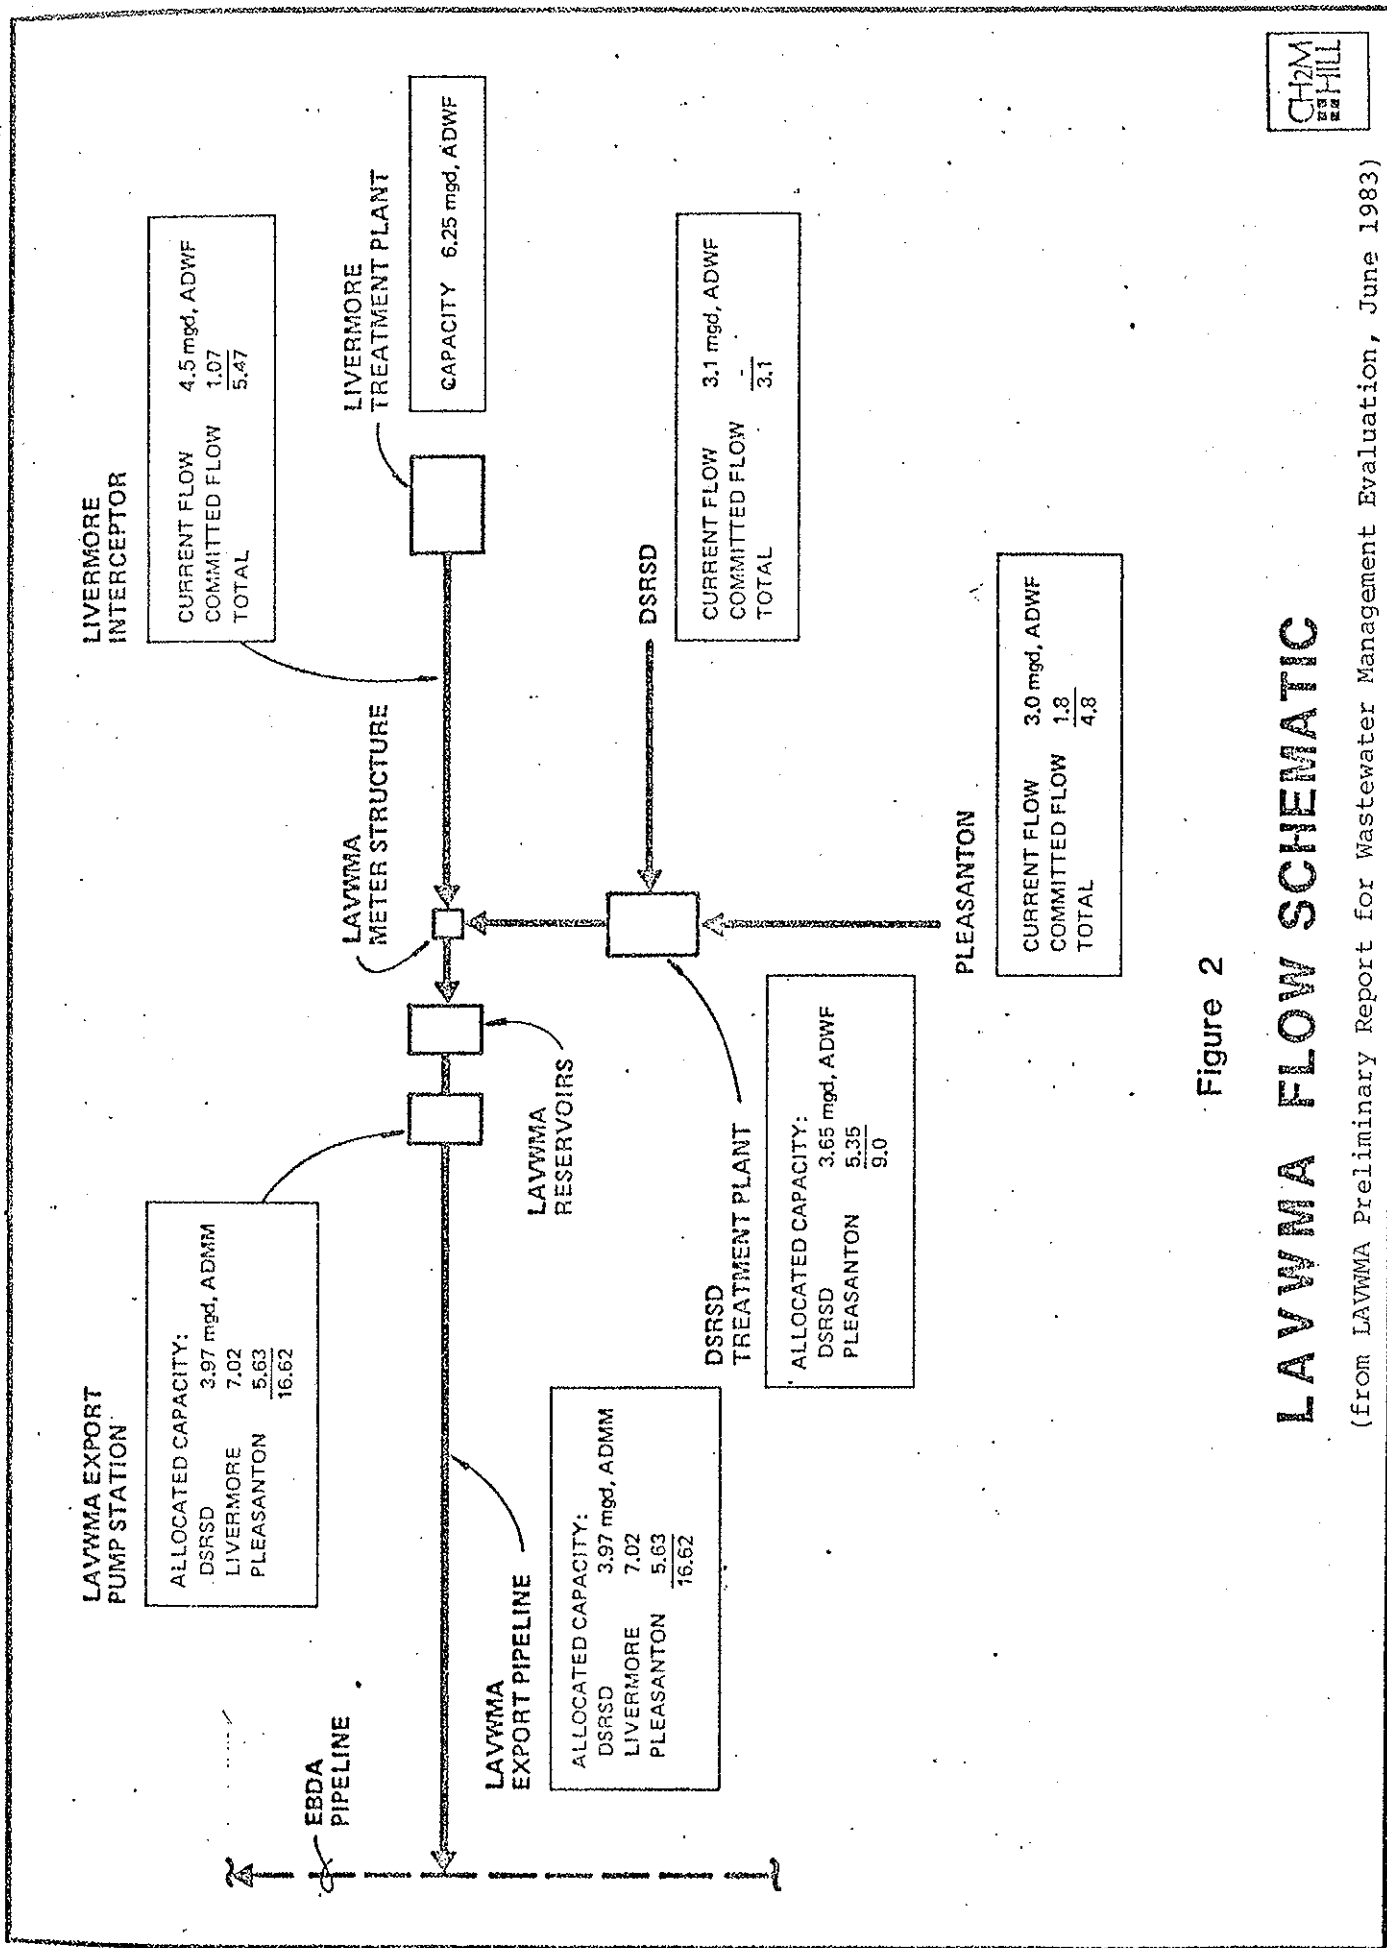 LAVWMA EXPORT
PUMP STATION
ALLOCATED CAPACITY:
DSRSD 3.97 mgd, ADMM
LIVERMORE 7.02
PLEASANTON 5.63
16.62
LIVERMORE
INTERCEPTOR
CURRENT FLOW 4.5 mgd, ADWF
COMMITTED FLOW 1.07
TOTAL 5.47
EBDA
PIPELINE
LAVWMA
METER STRUCTURE
LIVERMORE
TREATMENT PLANT
CAPACITY 6.25 mgd, ADWF
LAVWMA
EXPORT PIPELINE
ALLOCATED CAPACITY:
DSRSD 3.97 mgd, ADMM
LIVERMORE 7.02
PLEASANTON 5.63
16.62
LAVWMA
RESERVOIRS
DSRSD
CURRENT FLOW 3.1 mgd, ADWF
COMMITTED FLOW -
TOTAL 3.1
DSRSD
TREATMENT PLANT
ALLOCATED CAPACITY:
DSRSD 3.65 mgd, ADWF
PLEASANTON 5.35
9.0
PLEASANTON
CURRENT FLOW 3.0 mgd, ADWF
COMMITTED FLOW 1.8
TOTAL 4.8
Figure 2
LAVWMA FLOW SCHEMATIC
(from LAVWMA Preliminary Report for Wastewater Management Evaluation, June 1983)
CH2M
HILL